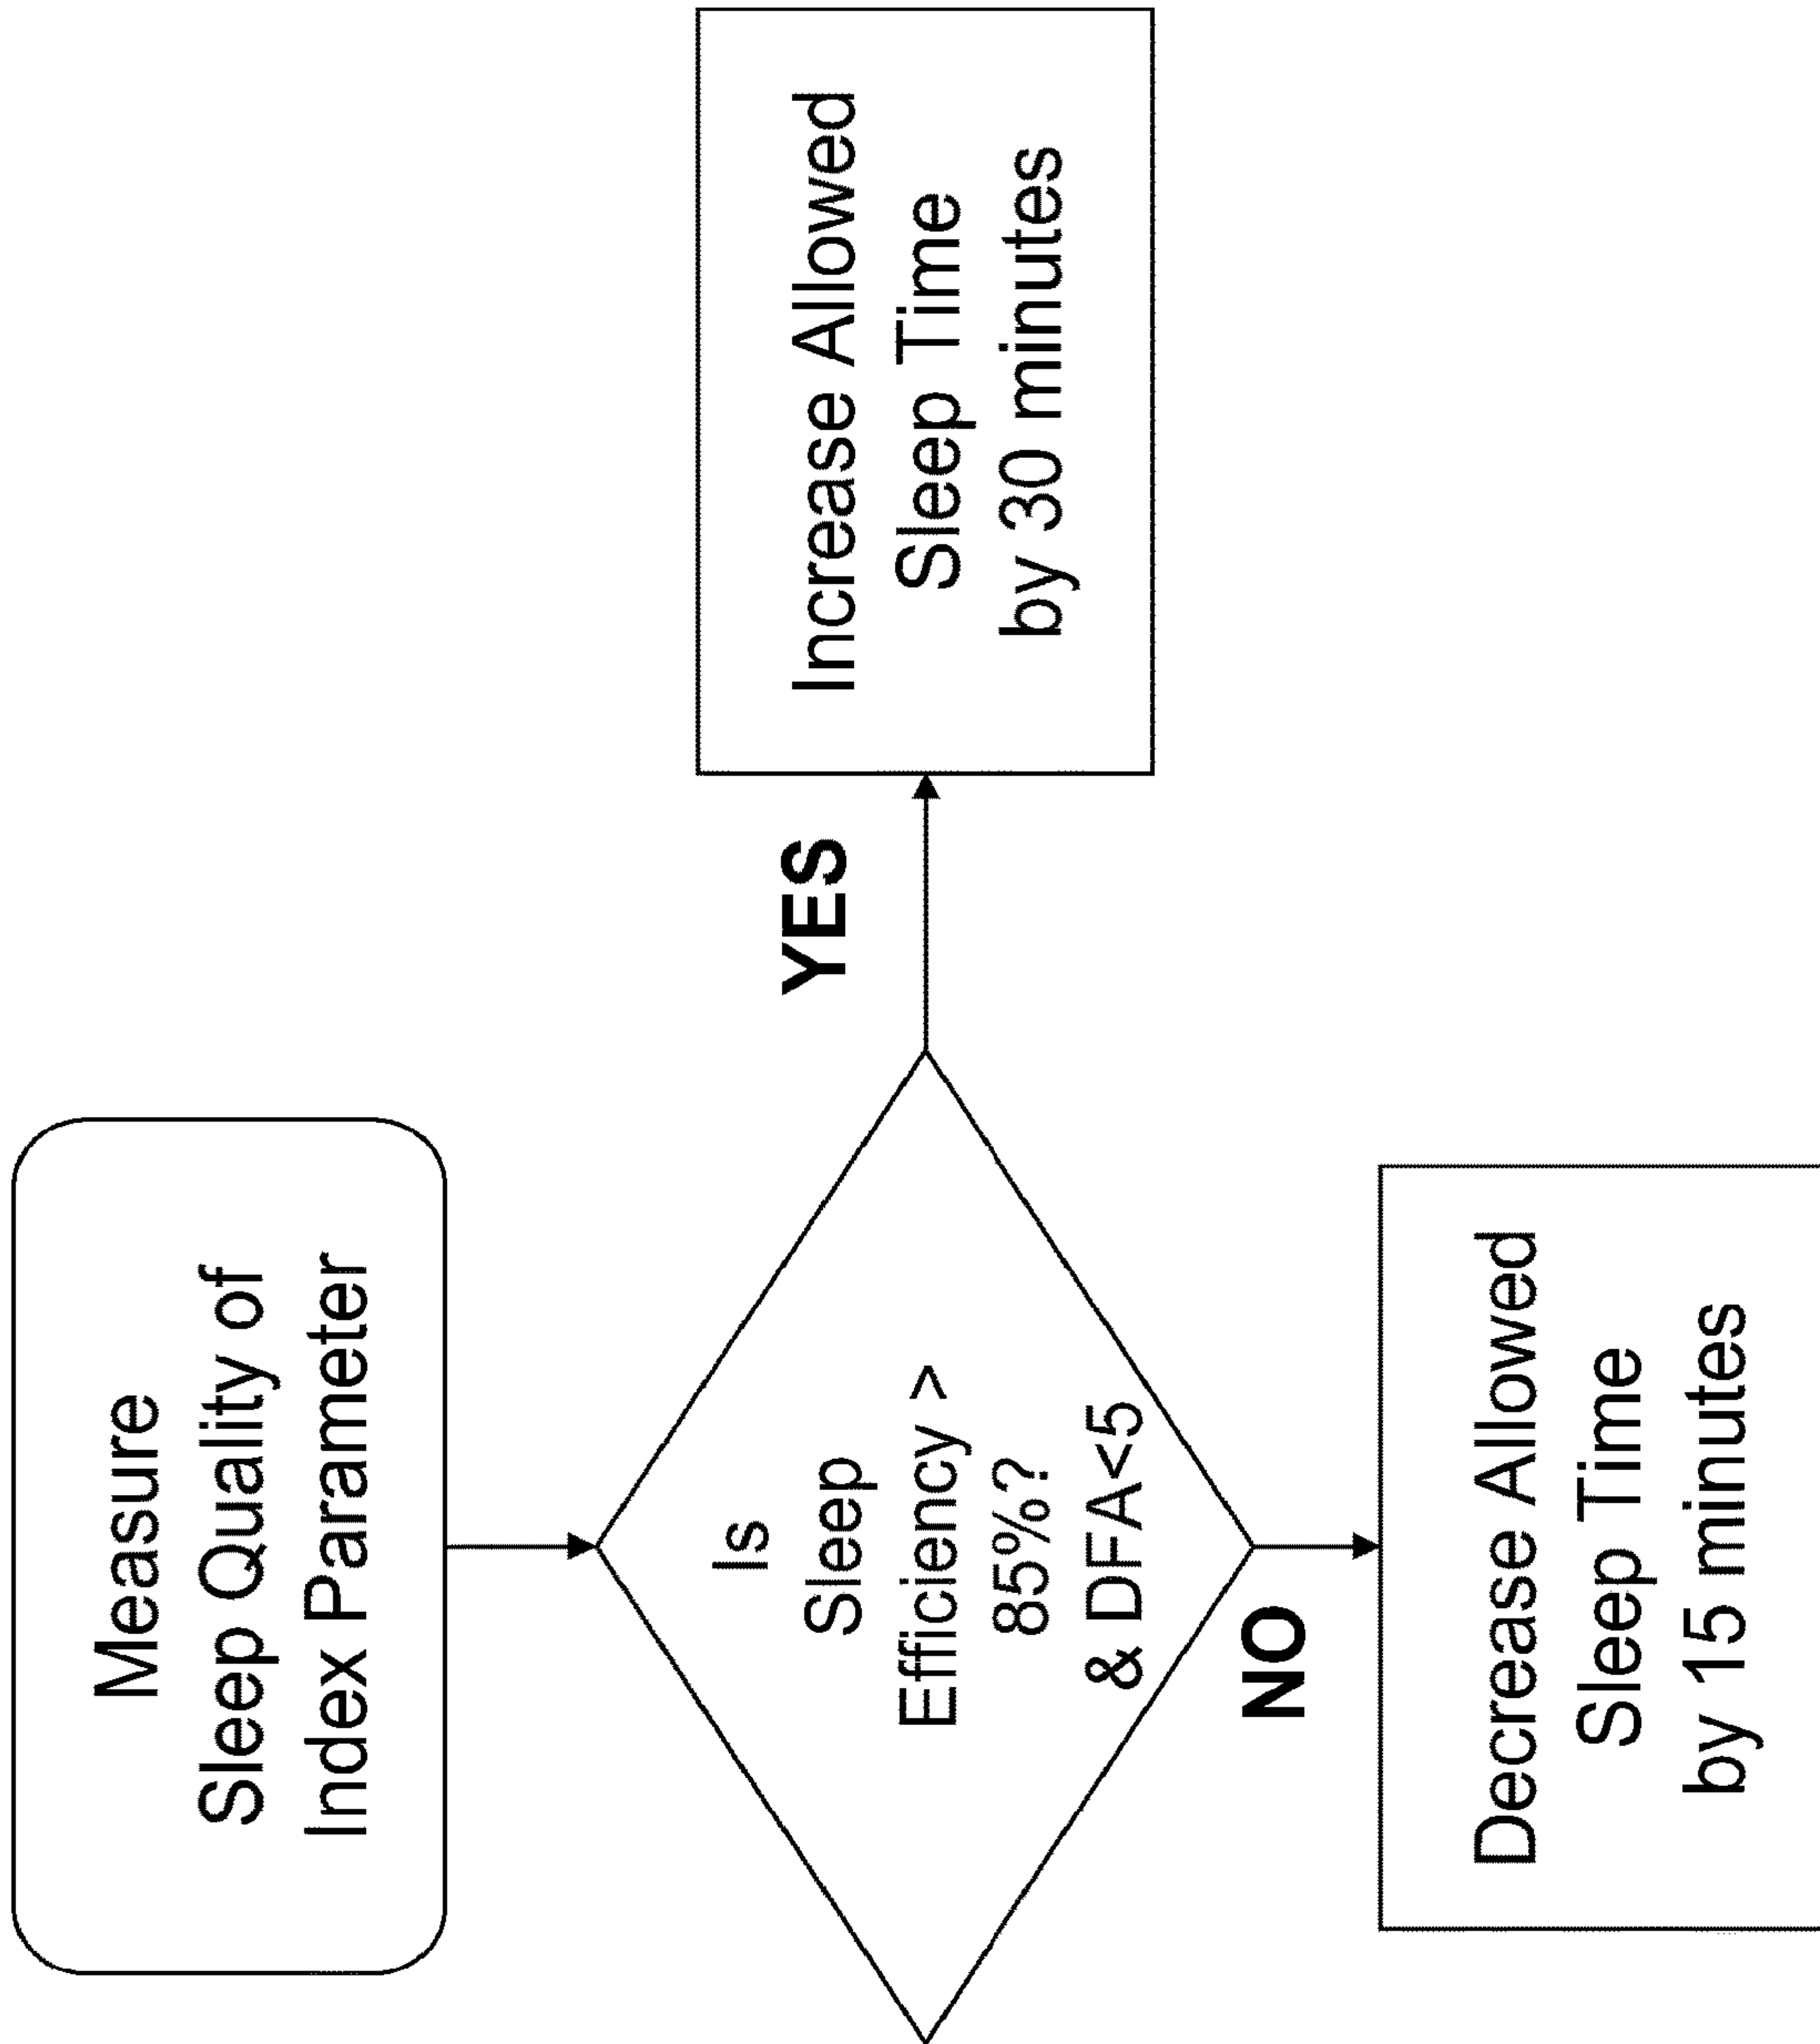 Measure
Sleep Quality of
Index Parameter
Is
Sleep
Efficiency >
85%?
& DFA<5
YES
Increase Allowed
Sleep Time
by 30 minutes
NO
Decrease Allowed
Sleep Time
by 15 minutes